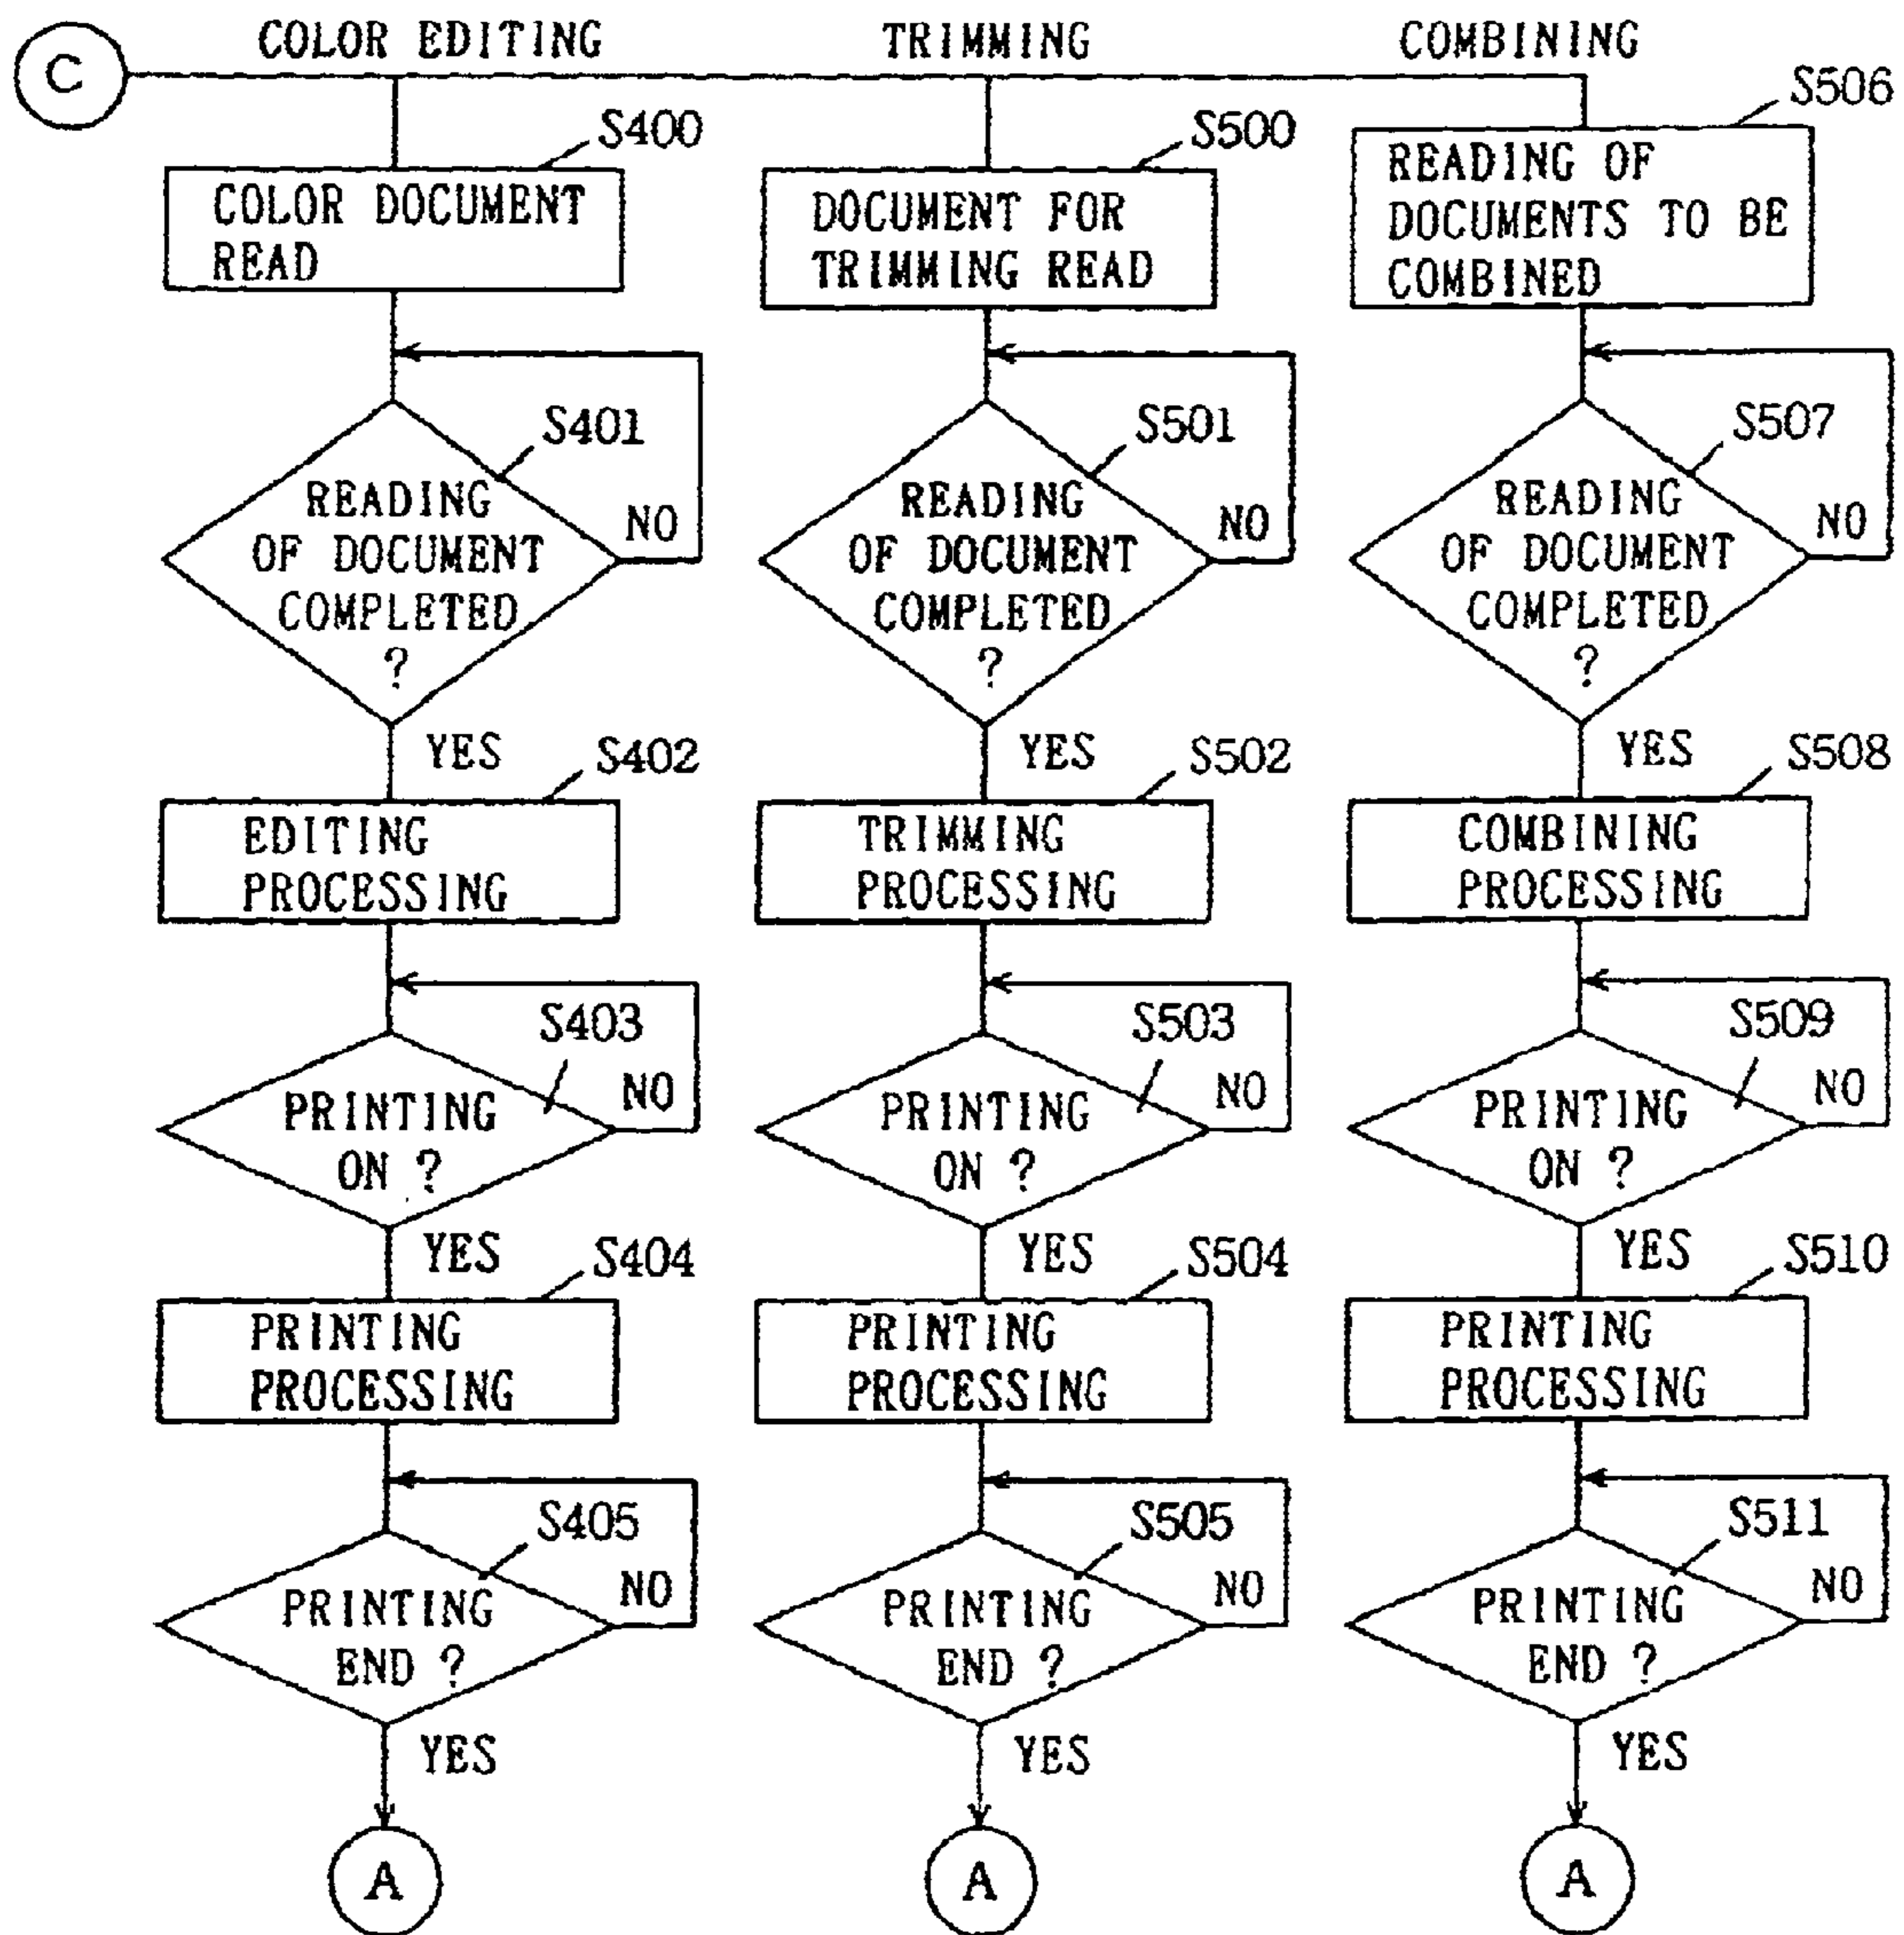 C
COLOR EDITING
TRIMMING
COMBINING
S400
COLOR DOCUMENT
READ
S401
READING
OF DOCUMENT
COMPLETED
?
NO
YES
S402
EDITING
PROCESSING
S403
PRINTING
ON ?
NO
YES
S404
PRINTING
PROCESSING
S405
PRINTING
END ?
NO
YES
A
S500
DOCUMENT FOR
TRIMMING READ
S501
READING
OF DOCUMENT
COMPLETED
?
NO
YES
S502
TRIMMING
PROCESSING
S503
PRINTING
ON ?
NO
YES
S504
PRINTING
PROCESSING
S505
PRINTING
END ?
NO
YES
A
S506
READING OF
DOCUMENTS TO BE
COMBINED
S507
READING
OF DOCUMENT
COMPLETED
?
NO
YES
S508
COMBINING
PROCESSING
S509
PRINTING
ON ?
NO
YES
S510
PRINTING
PROCESSING
S511
PRINTING
END ?
NO
YES
A